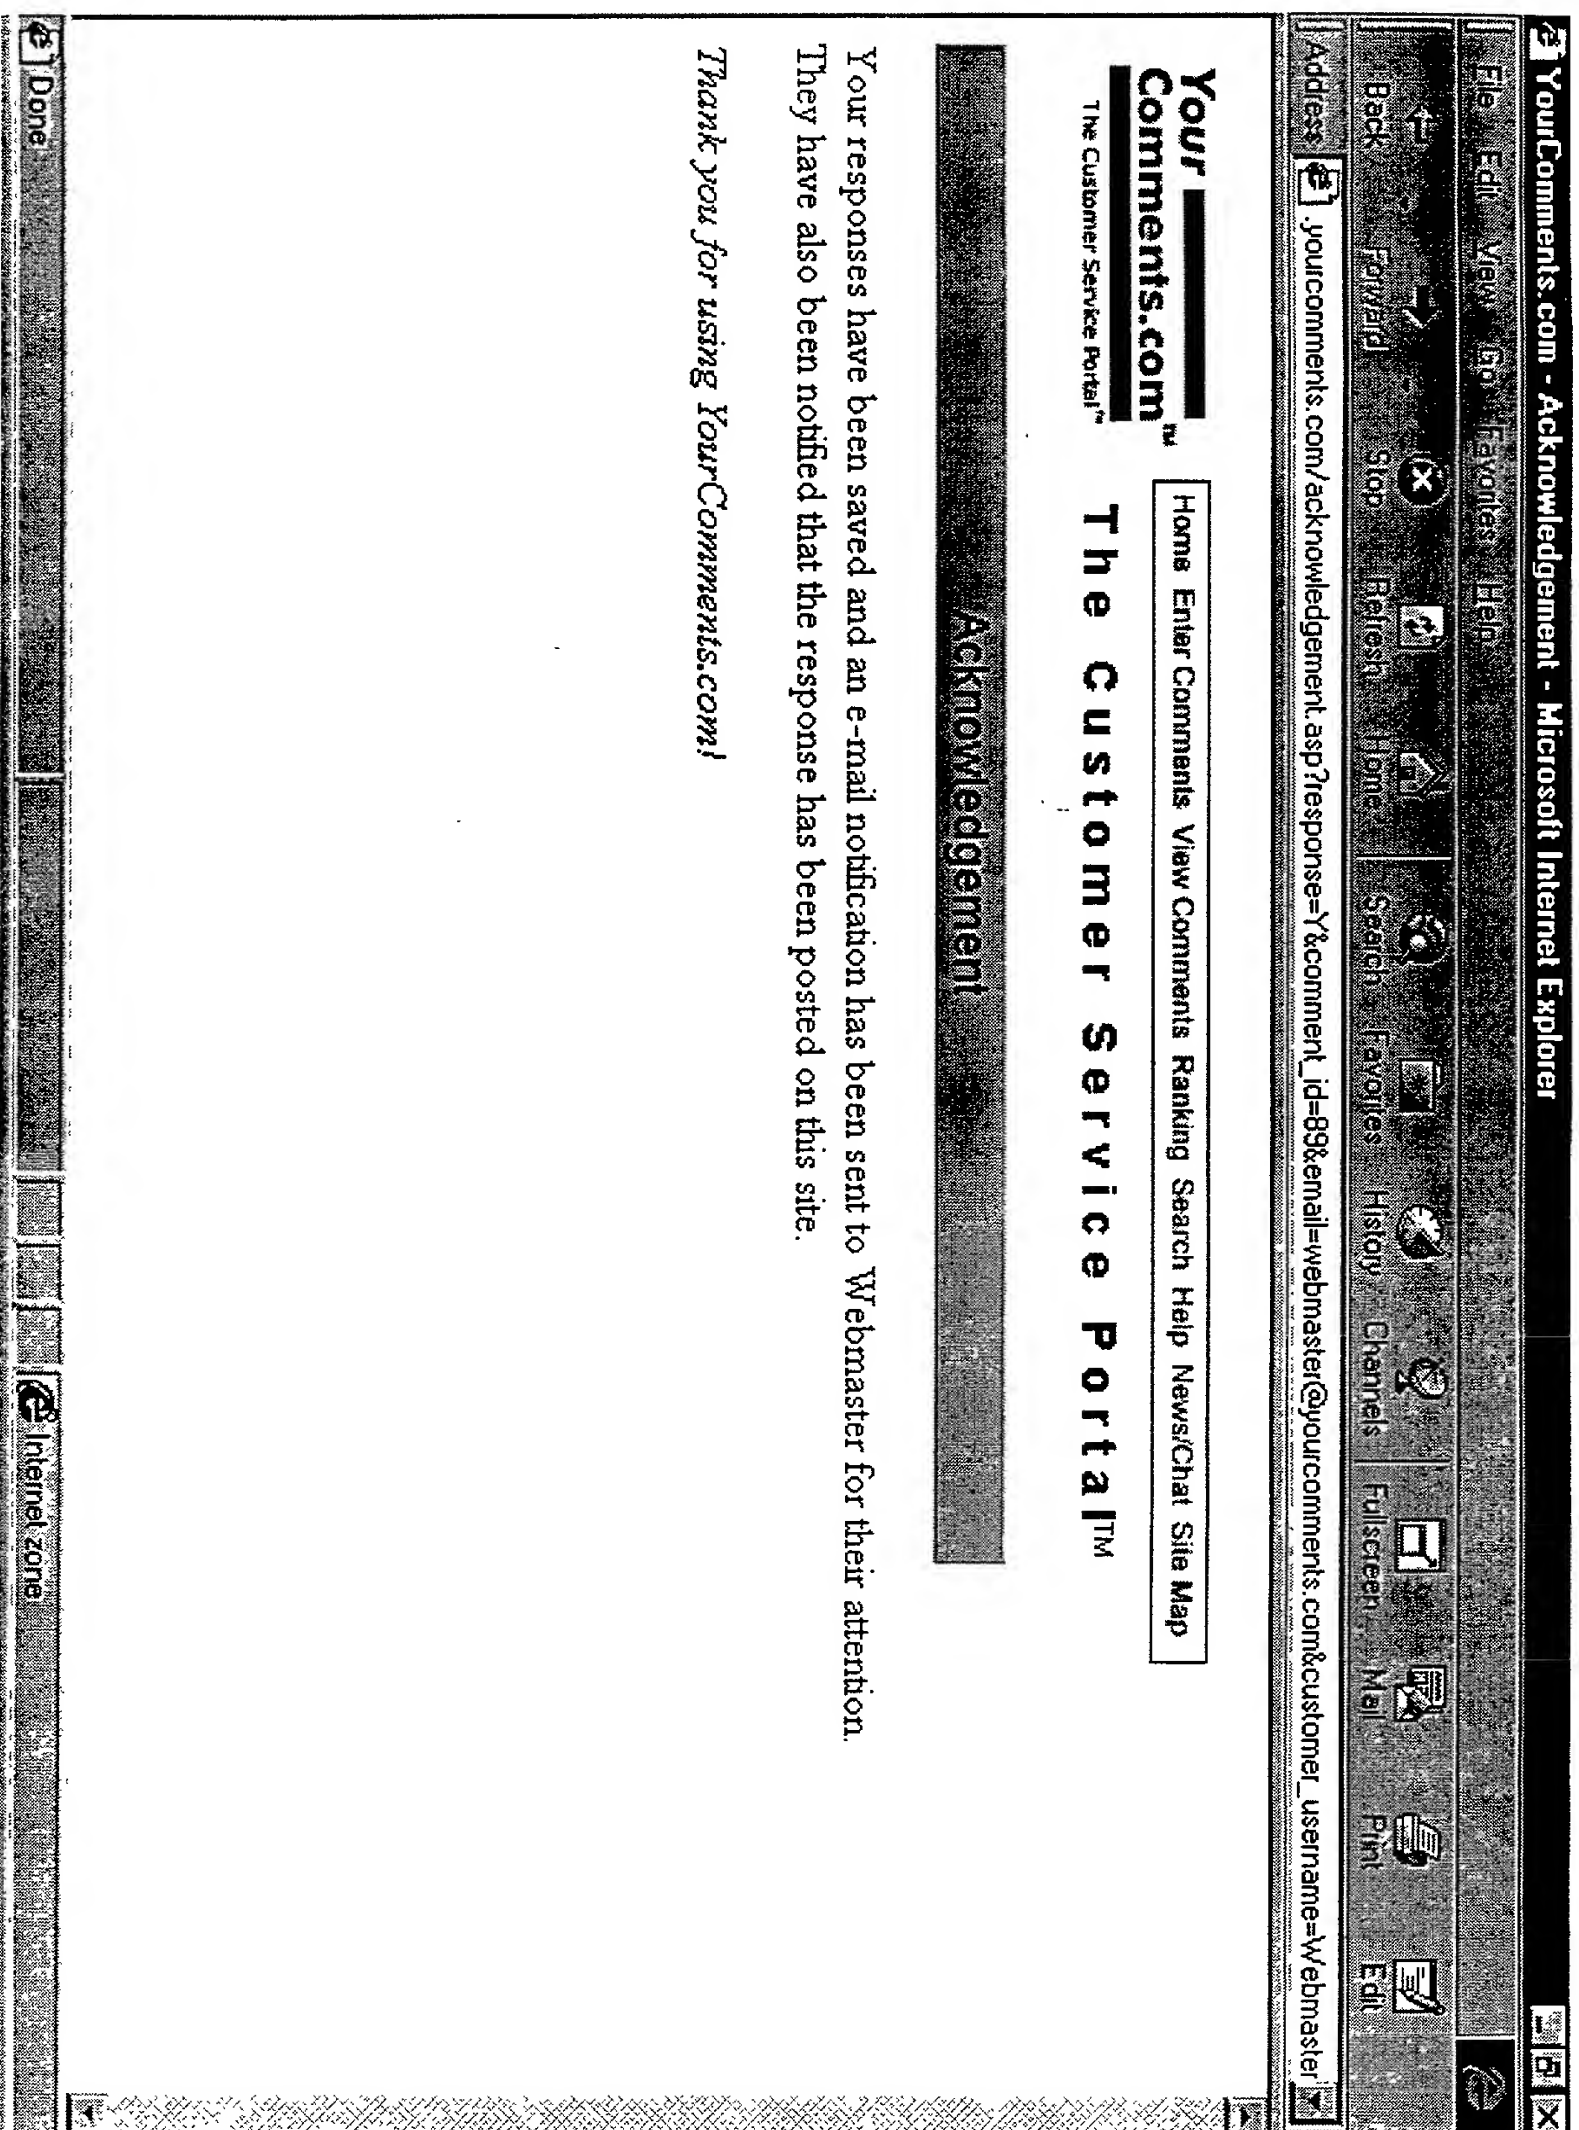 YourComments.com - Acknowledgement - Microsoft Internet Explorer
File Edit View Go Favorites Help
Back Forward Stop Refresh Home Search Favorites History Channels Fullscreen Mail Print Edit
Address .yourcomments.com/acknowledgement.asp?response=Y&comment_id=89&email=webmaster@yourcomments.com&customer_username=Webmaster
Your
Comments.com™
The Customer Service Portal™
Home Enter Comments View Comments Ranking Search Help News/Chat Site Map
The Customer Service Portal™
Acknowledgement
Your responses have been saved and an e-mail notification has been sent to Webmaster for their attention.
They have also been notified that the response has been posted on this site.
Thank you for using YourComments.com!
Done
Internet zone